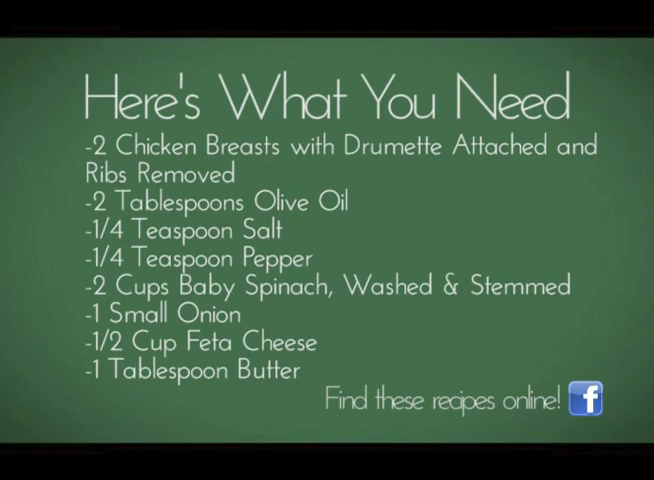 Here's What You Need
-2 Chicken Breasts with Drumette Attached and
Ribs Removed
-2 Tablespoons Olive Oil
-1/4 Teaspoon Salt
-1/4 Teaspoon Pepper
-2 Cups Baby Spinach, Washed & Stemmed
-1 Small Onion
-1/2 Cup Feta Cheese
-1 Tablespoon Butter
Find these recipes online! f